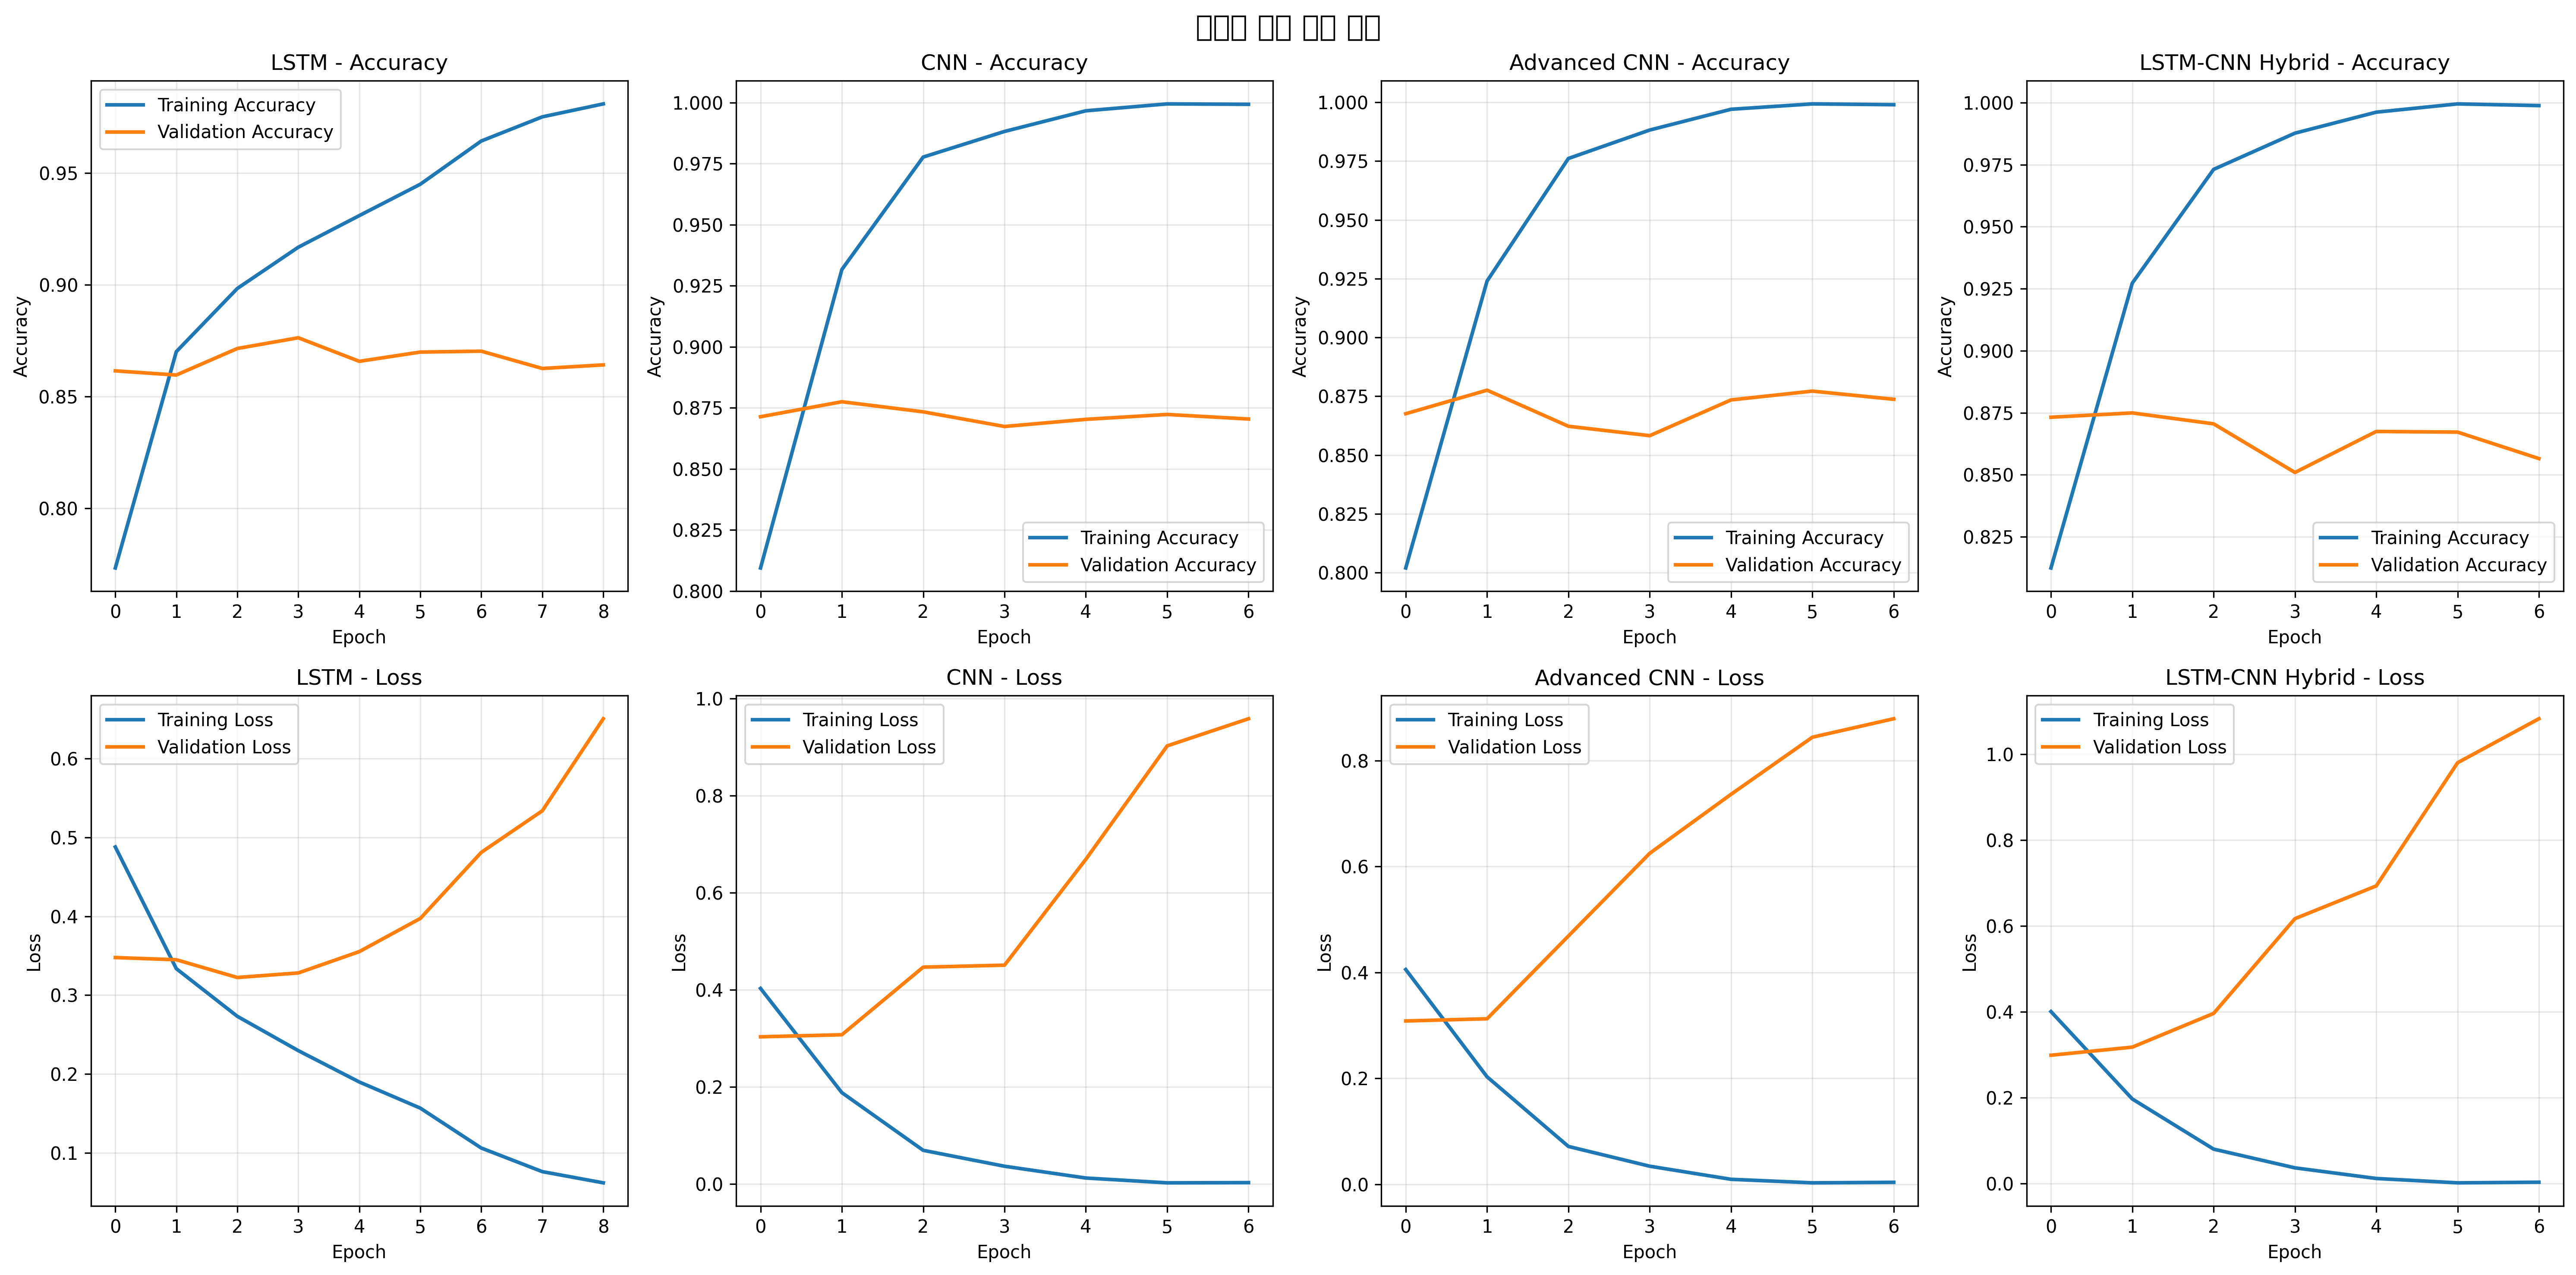 LSTM - Accuracy
CNN - Accuracy
Advanced CNN - Accuracy
LSTM-CNN Hybrid - Accuracy
Training Accuracy
Validation Accuracy
0.95
0.90
0.85
0.80
Accuracy
0 1 2 3 4 5 6 7 8
Epoch
1.000
0.975
0.950
0.925
0.900
0.875
0.850
0.825
0.800
Accuracy
Training Accuracy
Validation Accuracy
0 1 2 3 4 5 6
Epoch
1.000
0.975
0.950
0.925
0.900
0.875
0.850
0.825
0.800
Accuracy
Training Accuracy
Validation Accuracy
0 1 2 3 4 5 6
Epoch
1.000
0.975
0.950
0.925
0.900
0.875
0.850
0.825
Accuracy
Training Accuracy
Validation Accuracy
0 1 2 3 4 5 6
Epoch
LSTM - Loss
CNN - Loss
Advanced CNN - Loss
LSTM-CNN Hybrid - Loss
Training Loss
Validation Loss
0.6
0.5
0.4
0.3
0.2
0.1
Loss
0 1 2 3 4 5 6 7 8
Epoch
Training Loss
Validation Loss
1.0
0.8
0.6
0.4
0.2
0.0
Loss
0 1 2 3 4 5 6
Epoch
Training Loss
Validation Loss
0.8
0.6
0.4
0.2
0.0
Loss
0 1 2 3 4 5 6
Epoch
Training Loss
Validation Loss
1.0
0.8
0.6
0.4
0.2
0.0
Loss
0 1 2 3 4 5 6
Epoch